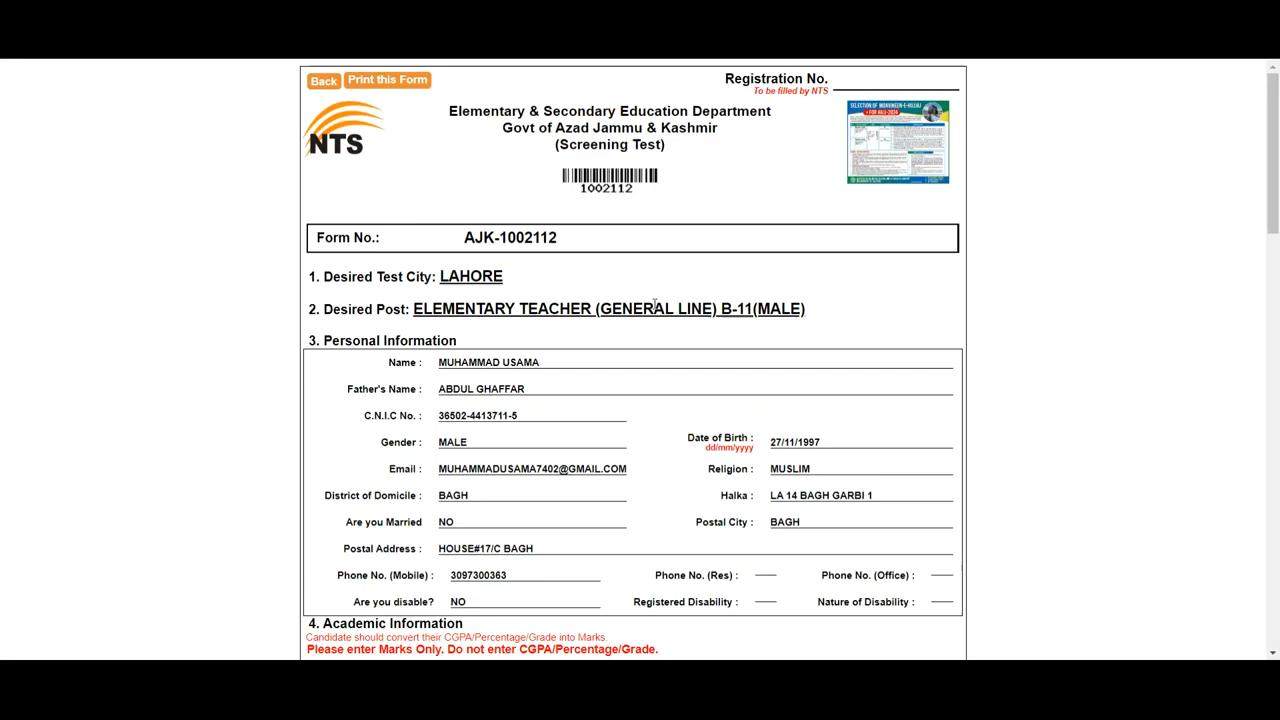 Back Print this Form
Registration No.
To be filled by NTS
NTS
Elementary & Secondary Education Department
Govt of Azad Jammu & Kashmir
(Screening Test)
SELECTION OF MOAVINEEN-E-HUJJAJ
FOR HAJJ-2024
1002112
Form No.: AJK-1002112
1. Desired Test City: LAHORE
2. Desired Post: ELEMENTARY TEACHER (GENERAL LINE) B-11(MALE)
3. Personal Information
Name : MUHAMMAD USAMA
Father's Name : ABDUL GHAFFAR
C.N.I.C No. : 36502-4413711-5
Gender : MALE Date of Birth : 27/11/1997
dd/mm/yyyy
Email : MUHAMMADUSAMA7402@GMAIL.COM Religion : MUSLIM
District of Domicile : BAGH Halka : LA 14 BAGH GARBI 1
Are you Married NO Postal City : BAGH
Postal Address : HOUSE#17/C BAGH
Phone No. (Mobile) : 3097300363 Phone No. (Res) : Phone No. (Office) :
Are you disable? NO Registered Disability : Nature of Disability :
4. Academic Information
Candidate should convert their CGPA/Percentage/Grade into Marks.
Please enter Marks Only. Do not enter CGPA/Percentage/Grade.